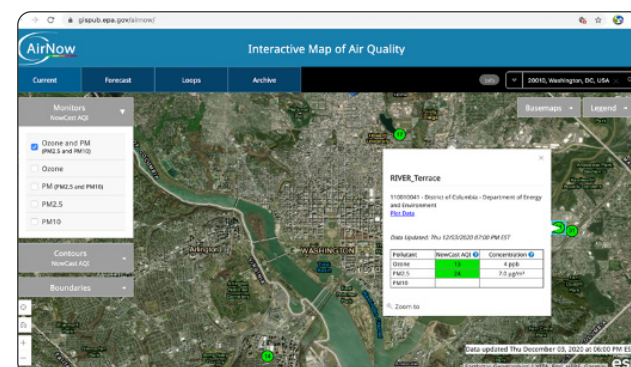 gispub.epa.gov/airnow/
AirNow
Interactive Map of Air Quality
Current Forecast Loops Archive
20010, Washington, DC, USA
Monitors
NowCast AQI
Basemaps
Legend
Ozone and PM
(PM2.5 and PM10)
Ozone
PM (PM2.5 and PM10)
PM2.5
PM10
Contours
NowCast AQI
Boundaries
Arlington
WASHINGTON
17
14
RIVER_Terrace
110010041 - District of Columbia - Department of Energy
and Environment
Plot Data
Data Updated: Thu 12/03/2020 07:00 PM EST
Pollutant NowCast AQI Concentration
Ozone 13 4 ppb
PM2.5 24 7.0 µg/m³
PM10
Zoom to
Data updated Thu December 03, 2020 at 06:00 PM ES